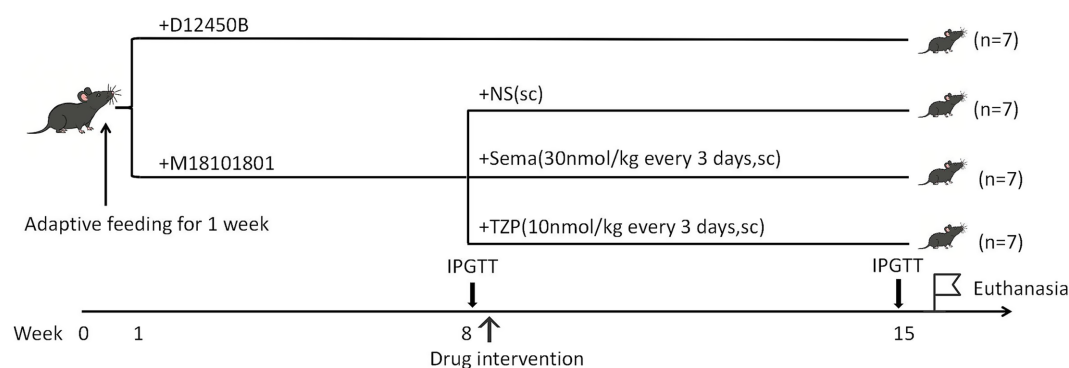 +D12450B
(n=7)
+NS(sc)
(n=7)
+M18101801
+Sema(30nmol/kg every 3 days,sc)
(n=7)
Adaptive feeding for 1 week
+TZP(10nmol/kg every 3 days,sc)
(n=7)
IPGTT
IPGTT
Euthanasia
Week 0 1 8 15
Drug intervention